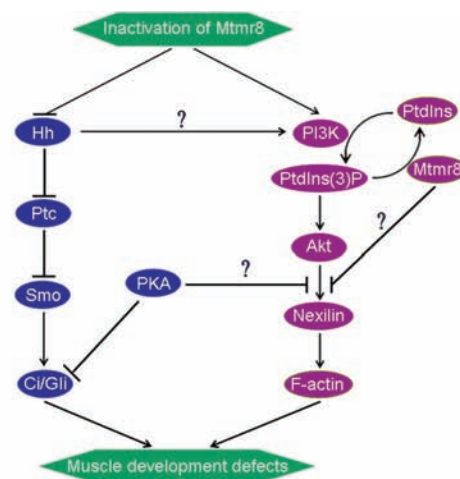 Inactivation of Mtmr8
PtdIns
?
Hh
PI3K
PtdIns(3)P
Mtmr8
Ptc
?
Akt
?
PKA
Smo
Nexilin
Ci/Gli
F-actin
Muscle development defects